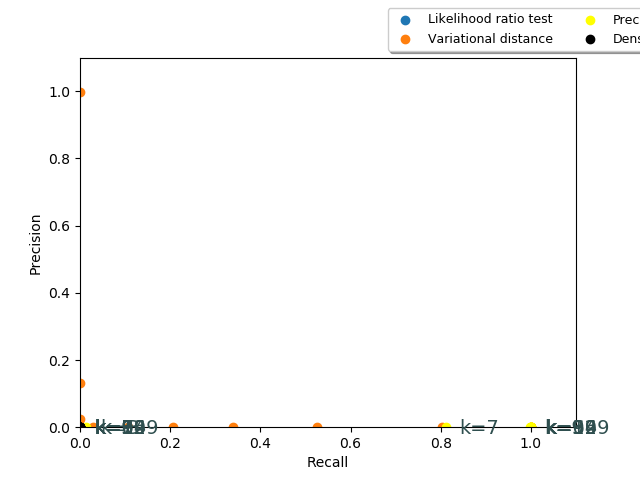 Likelihood ratio test
Variational distance
Prec
Dens
1.0
0.8
0.6
0.4
0.2
0.0
Precision
k=7
0.0 0.2 0.4 0.6 0.8 1.0
Recall